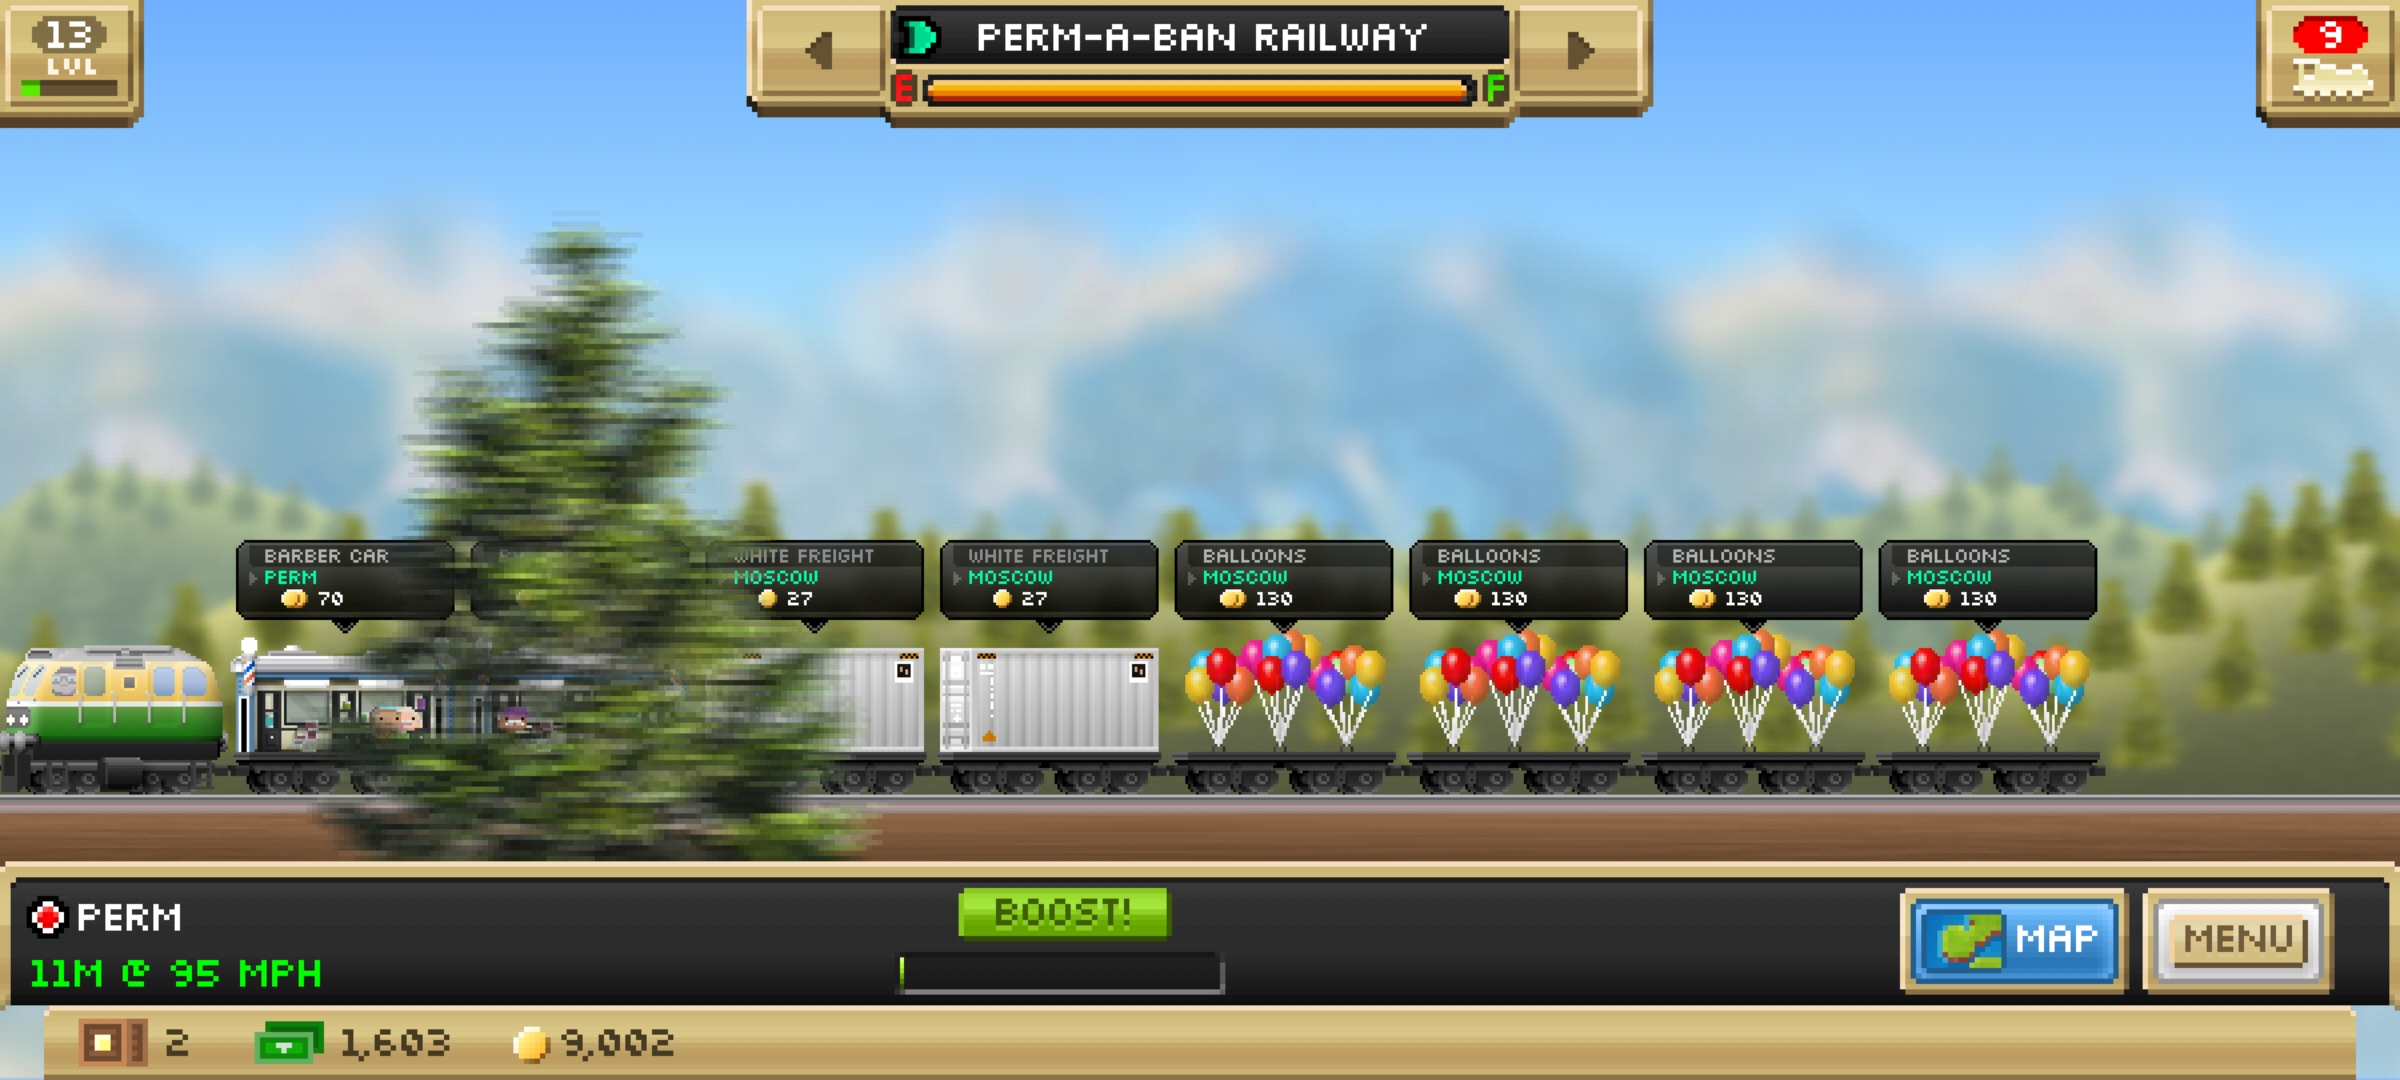 13
LVL
PERM-A-BAN RAILWAY
E
F
9
BARBER CAR
PERM
70
WHITE FREIGHT
MOSCOW
27
WHITE FREIGHT
MOSCOW
27
BALLOONS
MOSCOW
130
BALLOONS
MOSCOW
130
BALLOONS
MOSCOW
130
BALLOONS
MOSCOW
130
PERM
11M @ 95 MPH
BOOST!
MAP
MENU
2
1,603
9,002